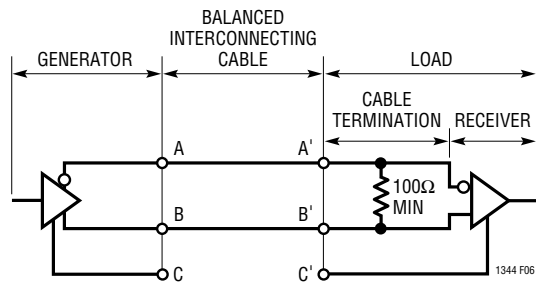 BALANCED
INTERCONNECTING
CABLE
GENERATOR
LOAD
CABLE
TERMINATION
RECEIVER
A
A'
100Ω
MIN
B
B'
C
C'
1344 F06